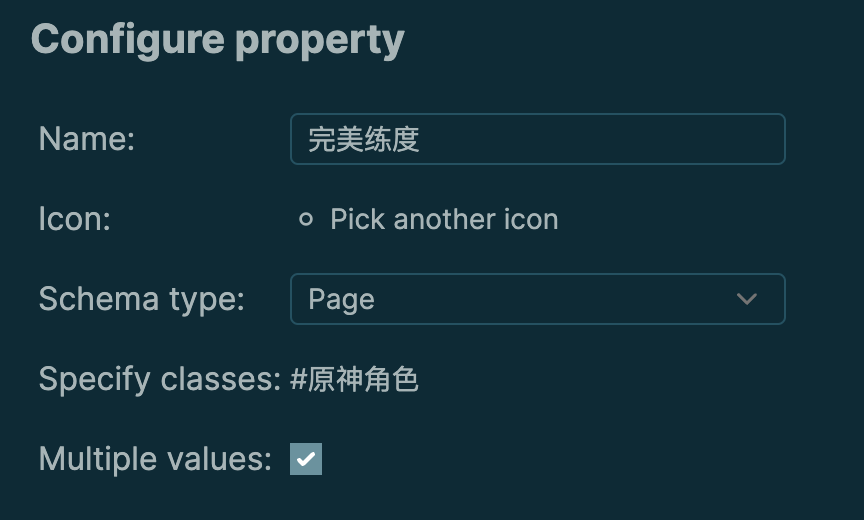 Configure property
Name: 完美练度
Icon: Pick another icon
Schema type: Page
Specify classes: #原神角色
Multiple values: